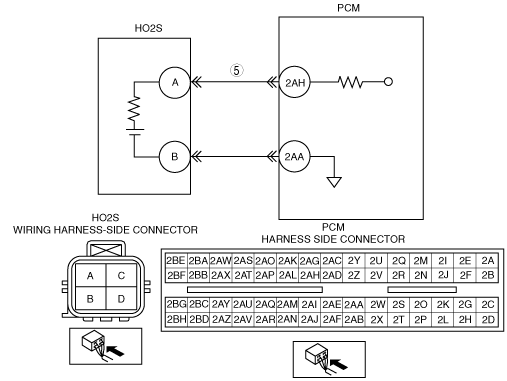 PCM
HO2S
5
A
2AH
B
2AA
HO2S
WIRING HARNESS-SIDE CONNECTOR
A C
B D
PCM
HARNESS SIDE CONNECTOR
2BE 2BA 2AW 2AS 2AO 2AK 2AG 2AC 2Y 2U 2Q 2M 2I 2E 2A
2BF 2BB 2AX 2AT 2AP 2AL 2AH 2AD 2Z 2V 2R 2N 2J 2F 2B
2BG 2BC 2AY 2AU 2AQ 2AM 2AI 2AE 2AA 2W 2S 2O 2K 2G 2C
2BH 2BD 2AZ 2AV 2AR 2AN 2AJ 2AF 2AB 2X 2T 2P 2L 2H 2D